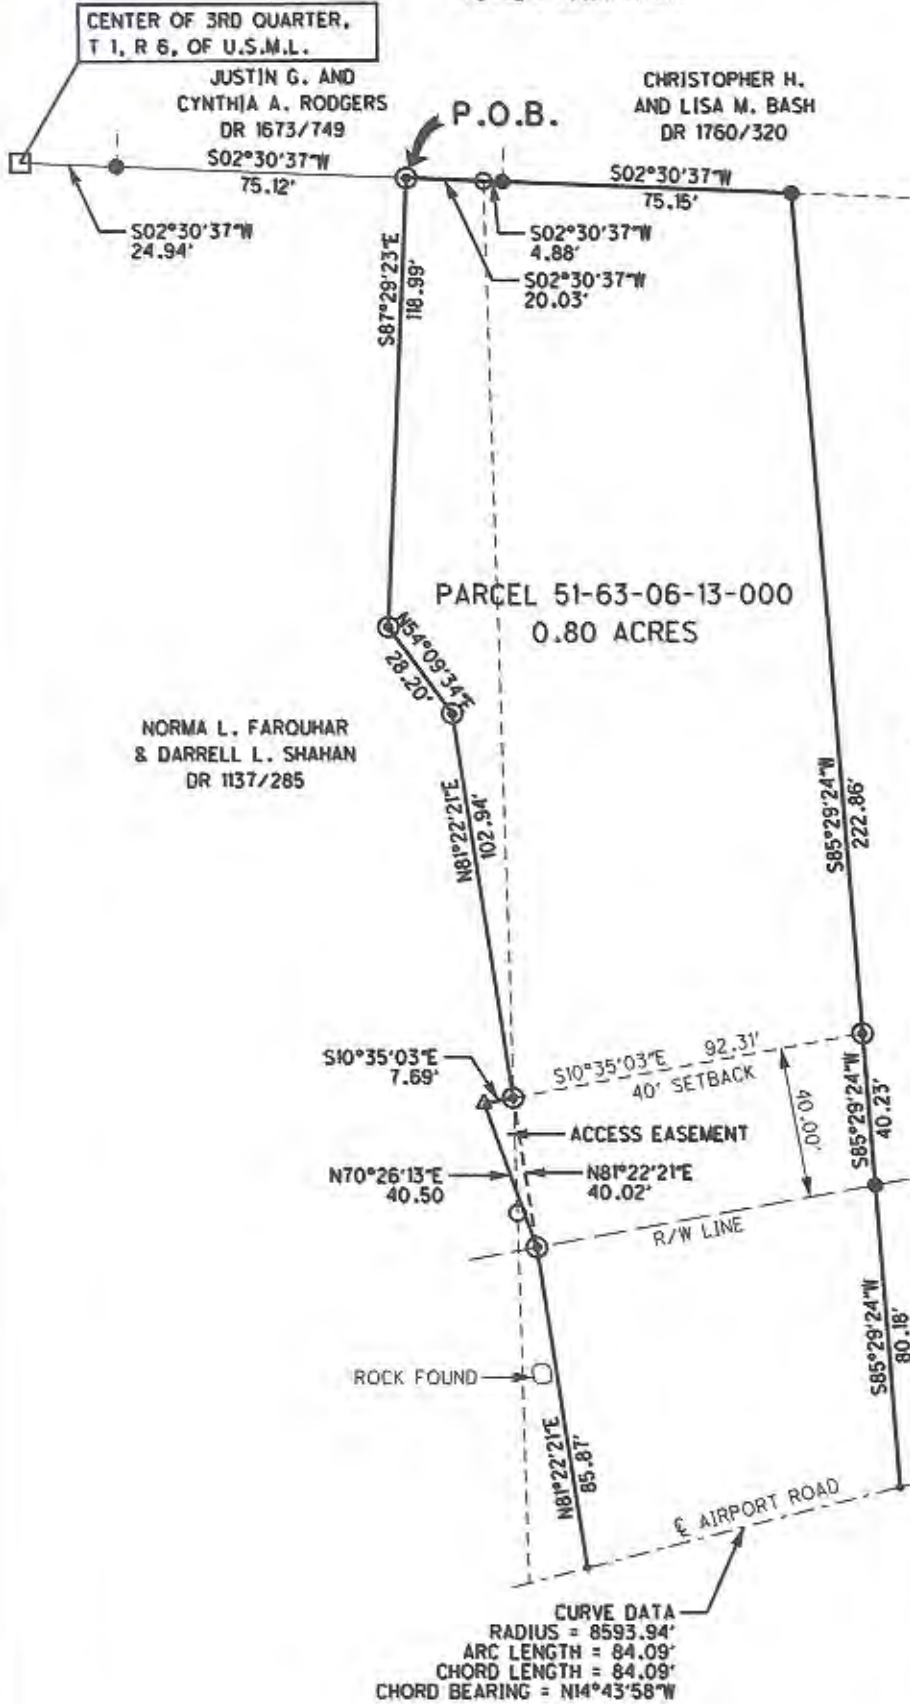 CENTER OF 3RD QUARTER,
T 1, R 6, OF U.S.M.L.
JUSTIN G. AND
CYNTHIA A. RODGERS
DR 1673/749
P.O.B.
CHRISTOPHER H.
AND LISA M. BASH
DR 1760/320
S02°30'37"W
75.12'
S02°30'37"W
75.15'
S02°30'37"W
24.94'
S02°30'37"W
4.88'
S02°30'37"W
20.03'
S87°29'23"E
118.99'
PARCEL 51-63-06-13-000
0.80 ACRES
N54°09'34"E
28.20'
NORMA L. FARQUHAR
& DARRELL L. SHAHAN
DR 1137/285
N81°22'21"E
102.94'
S85°29'24"W
222.86'
S10°35'03"E
7.69'
S10°35'03"E 92.31'
40' SETBACK
40.00'
S85°29'24"W
40.23'
ACCESS EASEMENT
N70°26'13"E
40.50
N81°22'21"E
40.02'
R/W LINE
ROCK FOUND
S85°29'24"W
80.18'
N81°22'21"E
85.87'
℄ AIRPORT ROAD
CURVE DATA
RADIUS = 8593.94'
ARC LENGTH = 84.09'
CHORD LENGTH = 84.09'
CHORD BEARING = N14°43'58"W